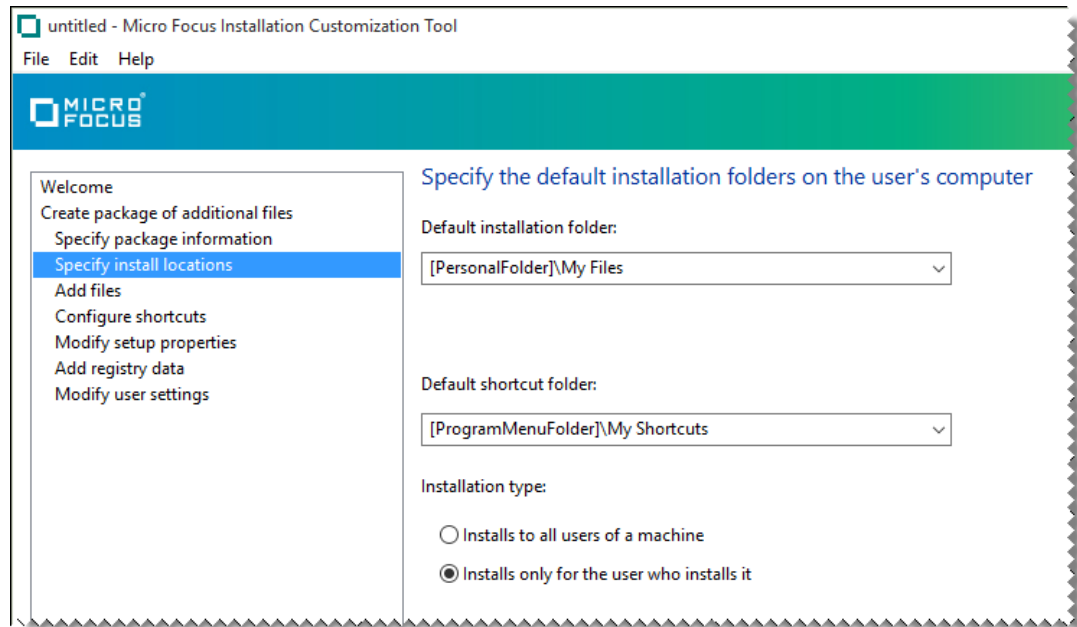 untitled - Micro Focus Installation Customization Tool
File Edit Help
MICRO®
FOCUS
Welcome
Create package of additional files
Specify package information
Specify install locations
Add files
Configure shortcuts
Modify setup properties
Add registry data
Modify user settings
Specify the default installation folders on the user's computer
Default installation folder:
[PersonalFolder]\My Files
Default shortcut folder:
[ProgramMenuFolder]\My Shortcuts
Installation type:
Installs to all users of a machine
Installs only for the user who installs it